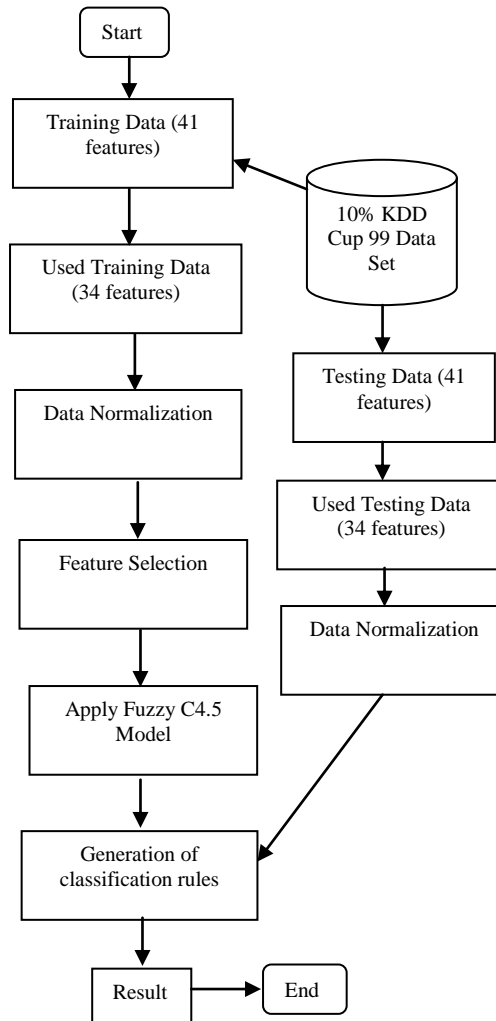 Start
Training Data (41
features)
10% KDD
Cup 99 Data
Set
Used Training Data
(34 features)
Testing Data (41
features)
Data Normalization
Used Testing Data
(34 features)
Feature Selection
Data Normalization
Apply Fuzzy C4.5
Model
Generation of
classification rules
Result
End